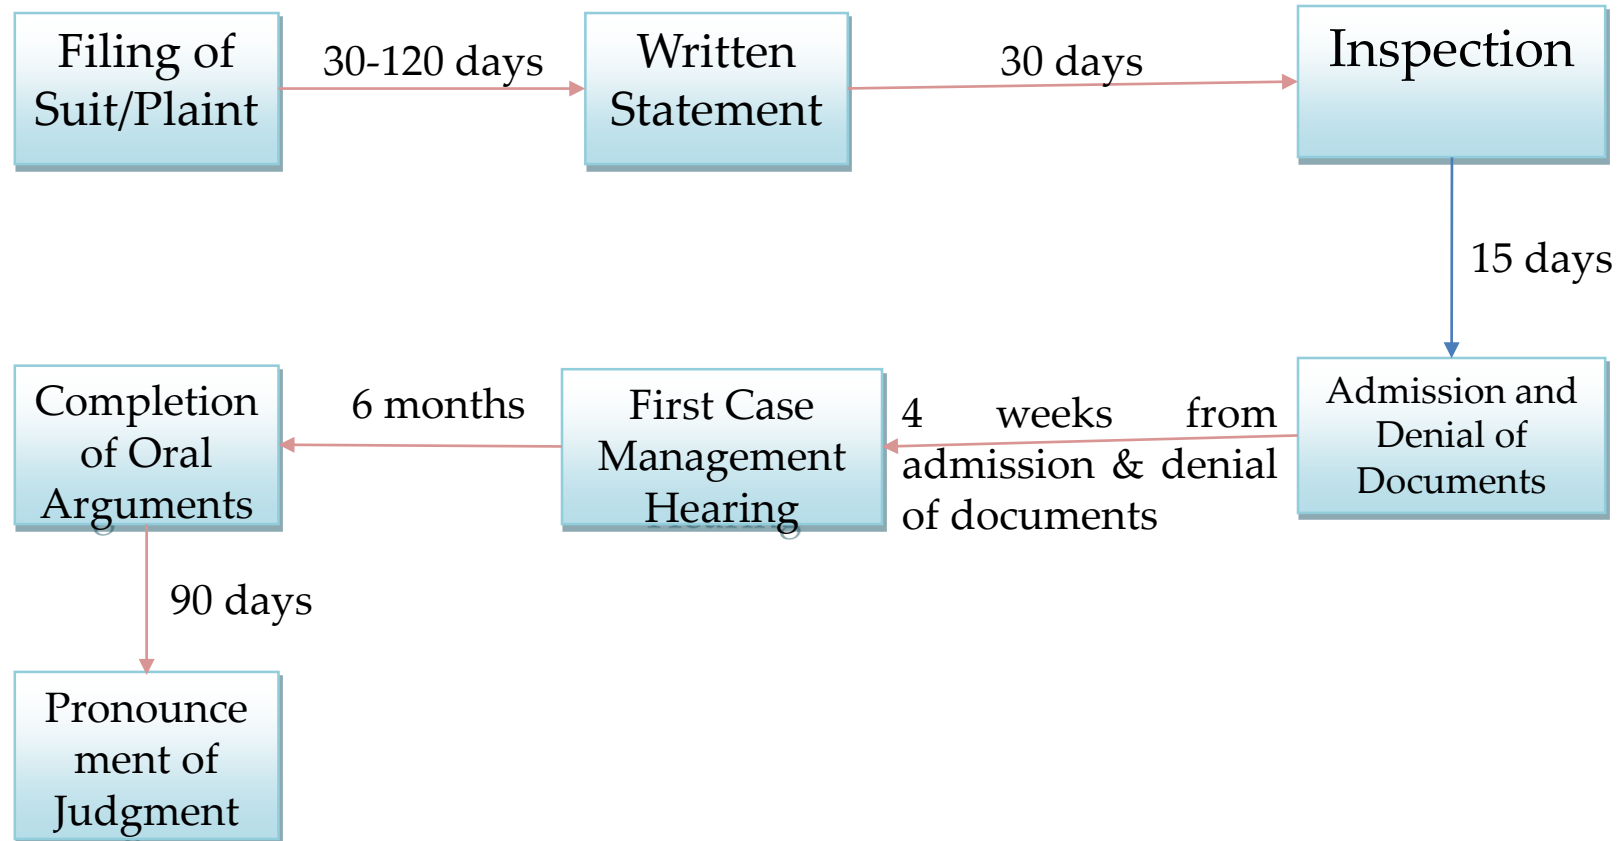 Filing of
Suit/Plaint
30-120 days
Written
Statement
30 days
Inspection
15 days
Admission and
Denial of
Documents
4 weeks from
admission & denial
of documents
First Case
Management
Hearing
6 months
Completion
of Oral
Arguments
90 days
Pronounce
ment of
Judgment